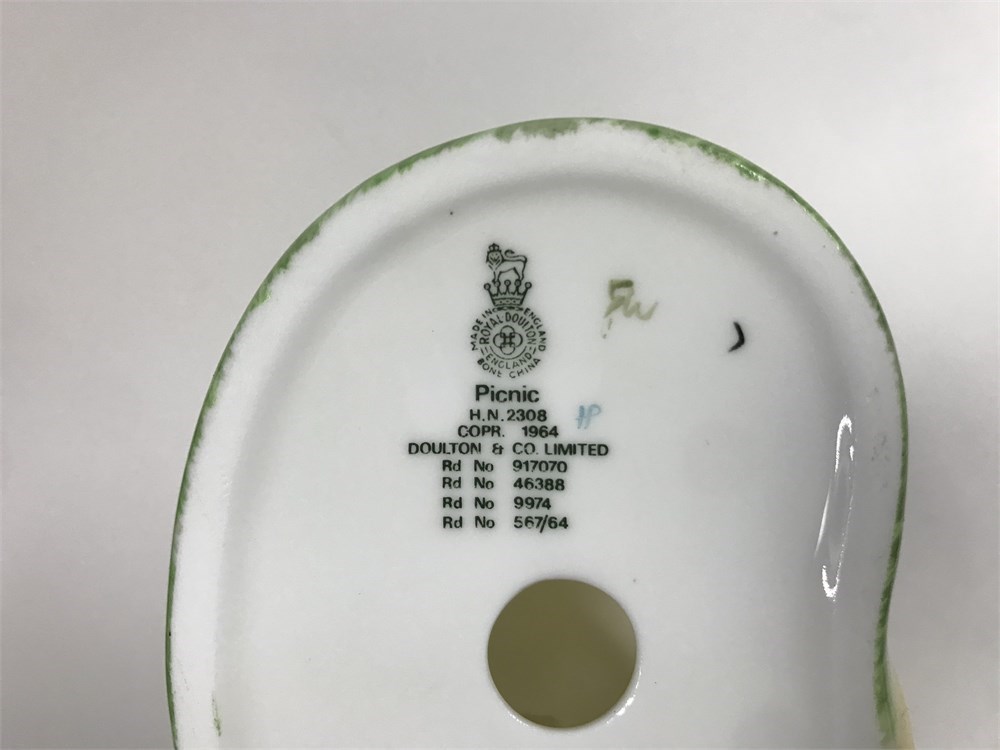 MADE IN ENGLAND
ROYAL DOULTON
ENGLAND
BONE CHINA
Picnic
H.N. 2308
COPR. 1964
DOULTON & CO. LIMITED
Rd No 917070
Rd No 46388
Rd No 9974
Rd No 567/64
HP